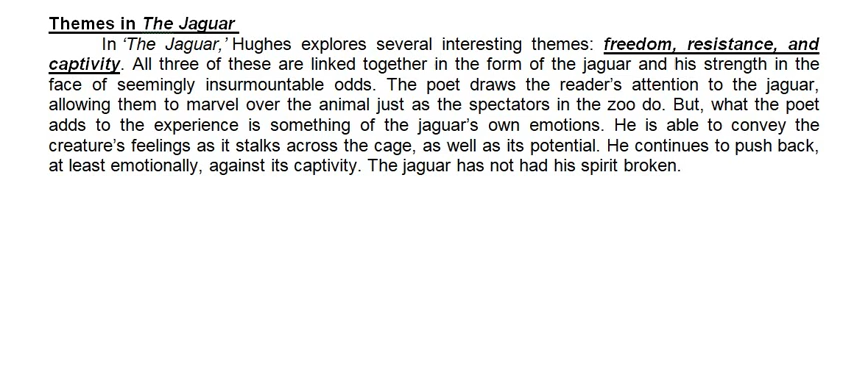 Themes in The Jaguar
In ‘The Jaguar,’ Hughes explores several interesting themes: freedom, resistance, and
captivity. All three of these are linked together in the form of the jaguar and his strength in the
face of seemingly insurmountable odds. The poet draws the reader’s attention to the jaguar,
allowing them to marvel over the animal just as the spectators in the zoo do. But, what the poet
adds to the experience is something of the jaguar’s own emotions. He is able to convey the
creature’s feelings as it stalks across the cage, as well as its potential. He continues to push back,
at least emotionally, against its captivity. The jaguar has not had his spirit broken.